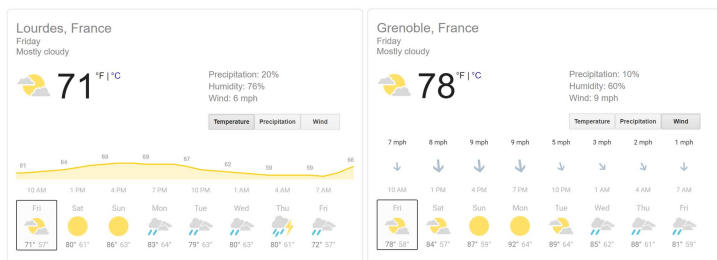 Lourdes, France
Friday
Mostly cloudy
71 °F | °C
Precipitation: 20%
Humidity: 76%
Wind: 6 mph
Temperature Precipitation Wind
61 64 69 69 67 62 59 59 66
10 AM 1 PM 4 PM 7 PM 10 PM 1 AM 4 AM 7 AM
Fri Sat Sun Mon Tue Wed Thu Fri
71° 57° 80° 61° 86° 63° 83° 64° 79° 63° 80° 63° 80° 61° 72° 57°
Grenoble, France
Friday
Mostly cloudy
78 °F | °C
Precipitation: 10%
Humidity: 60%
Wind: 9 mph
Temperature Precipitation Wind
7 mph 8 mph 9 mph 9 mph 5 mph 3 mph 2 mph 1 mph
10 AM 1 PM 4 PM 7 PM 10 PM 1 AM 4 AM 7 AM
Fri Sat Sun Mon Tue Wed Thu Fri
78° 58° 84° 57° 87° 59° 92° 64° 89° 64° 85° 62° 88° 61° 81° 59°